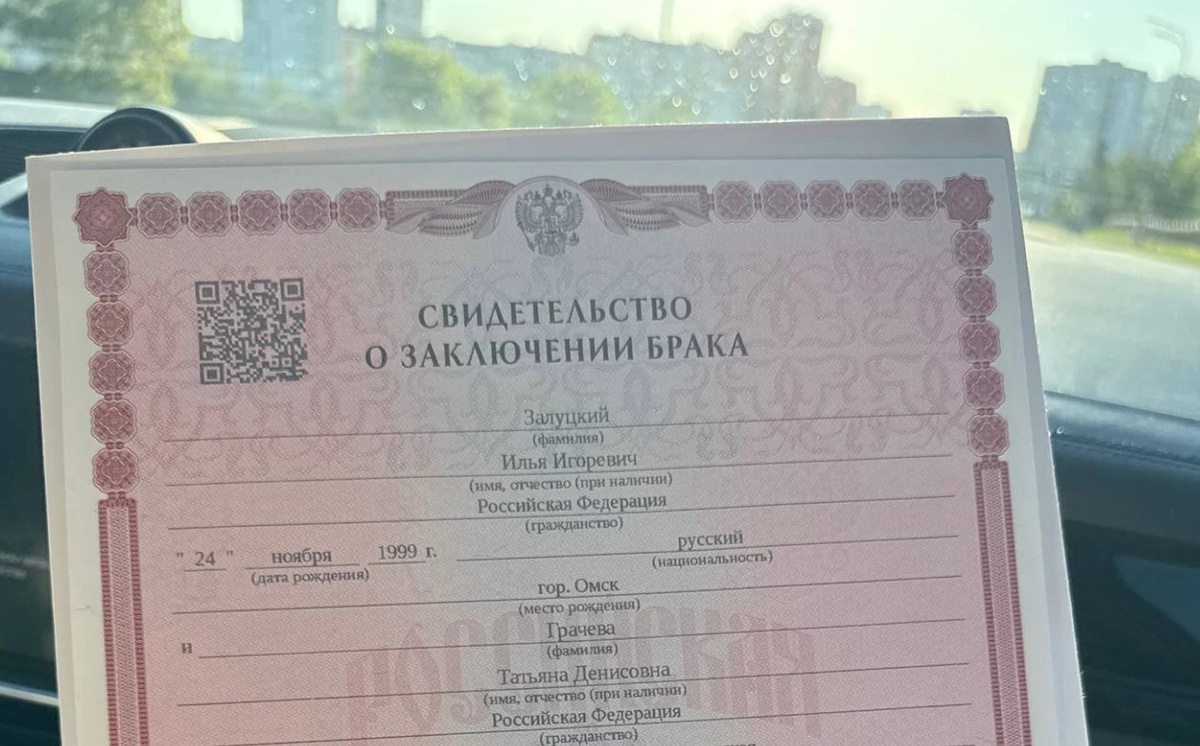 СВИДЕТЕЛЬСТВО
О ЗАКЛЮЧЕНИИ БРАКА
Залуцкий
(фамилия)
Илья Игоревич
(имя, отчество (при наличии)
Российская Федерация
(гражданство)
" 24 " ноября 1999 г. русский
(дата рождения) (национальность)
гор. Омск
(место рождения)
и Грачева
(фамилия)
Татьяна Денисовна
(имя, отчество (при наличии)
Российская Федерация
(гражданство)